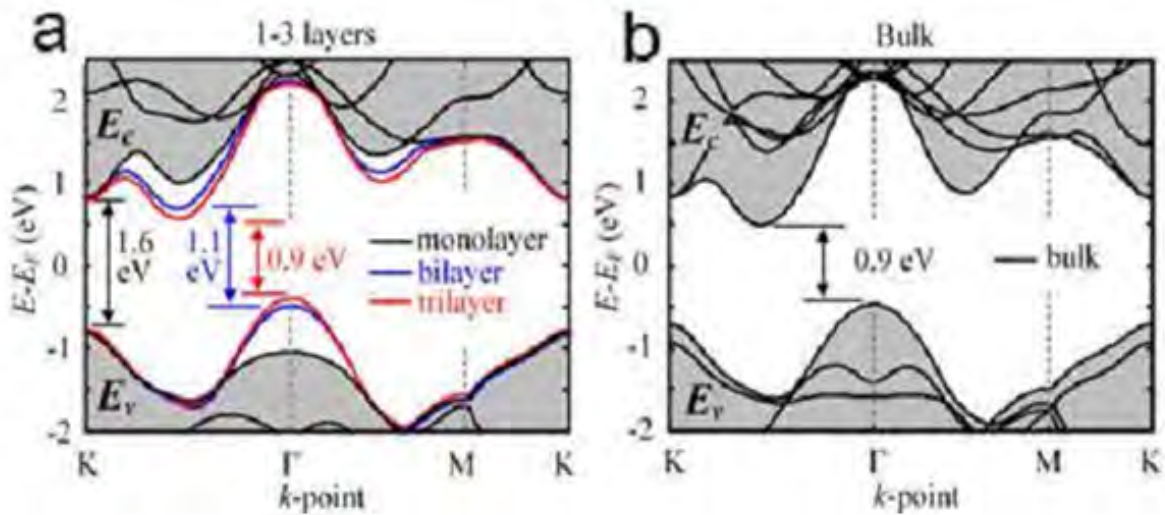 a
1-3 layers
2
1
0
-1
-2
E-E_F (eV)
E_c
1.6 eV
1.1 eV
0.9 eV
monolayer
bilayer
trilayer
E_v
K Γ M K
k-point
b
Bulk
2
1
0
-1
-2
E-E_F (eV)
E_c
0.9 eV
bulk
E_v
K Γ M K
k-point